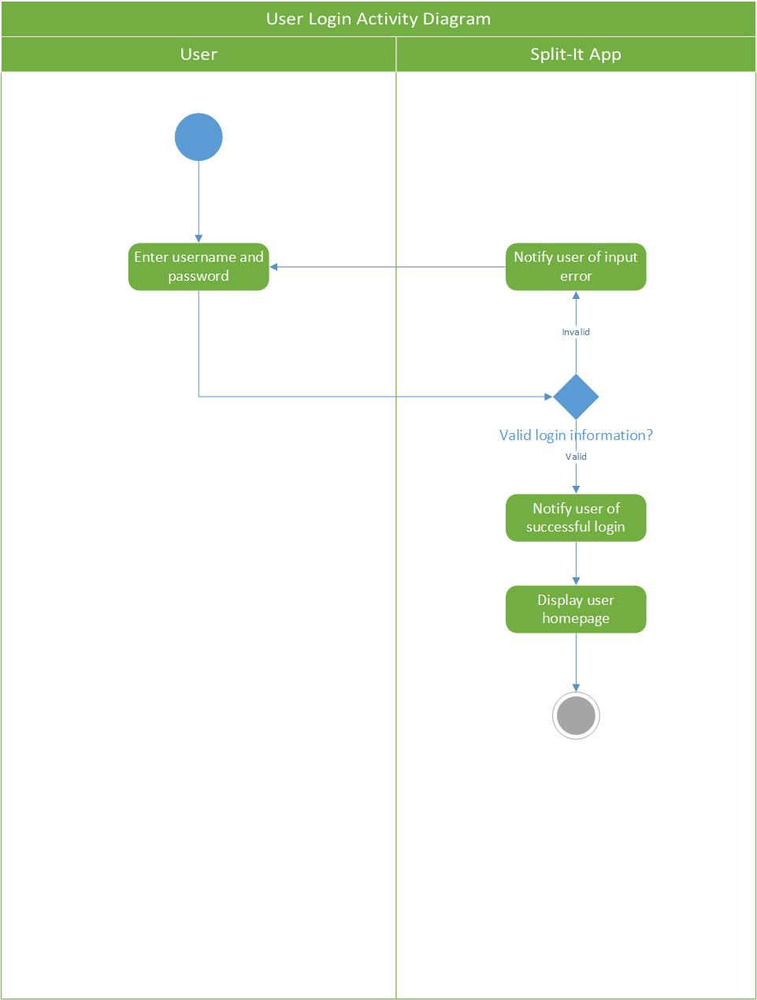 User Login Activity Diagram
User
Split-It App
Enter username and
password
Notify user of input
error
Invalid
Valid login information?
Valid
Notify user of
successful login
Display user
homepage